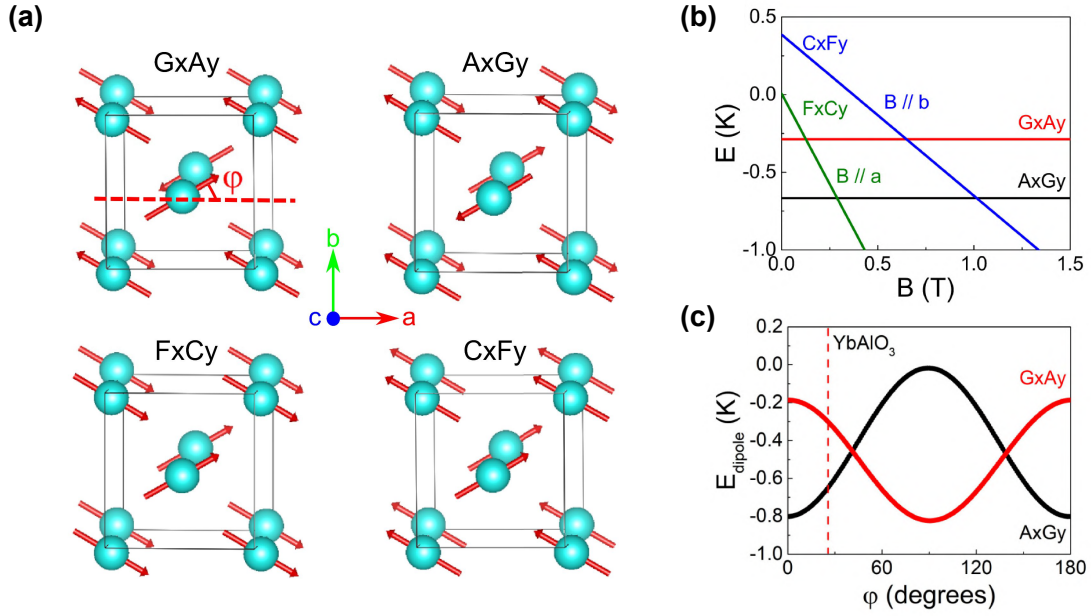 (a)
GxAy
AxGy
φ
b
c
a
FxCy
CxFy
(b)
0.5
0.0
-0.5
-1.0
E (K)
CxFy
B // b
FxCy
GxAy
B // a
AxGy
0.0
0.5
1.0
1.5
B (T)
(c)
0.2
0.0
-0.2
-0.4
-0.6
-0.8
-1.0
E_dipole (K)
YbAlO₃
GxAy
AxGy
0
60
120
180
φ (degrees)